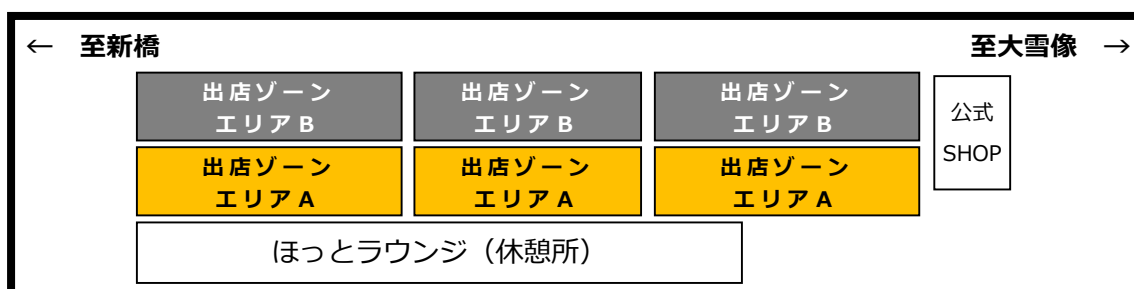 ← 至新橋
至大雪像 →
出店ゾーン
エリアB
出店ゾーン
エリアB
出店ゾーン
エリアB
公式
SHOP
出店ゾーン
エリアA
出店ゾーン
エリアA
出店ゾーン
エリアA
ほっとラウンジ（休憩所）